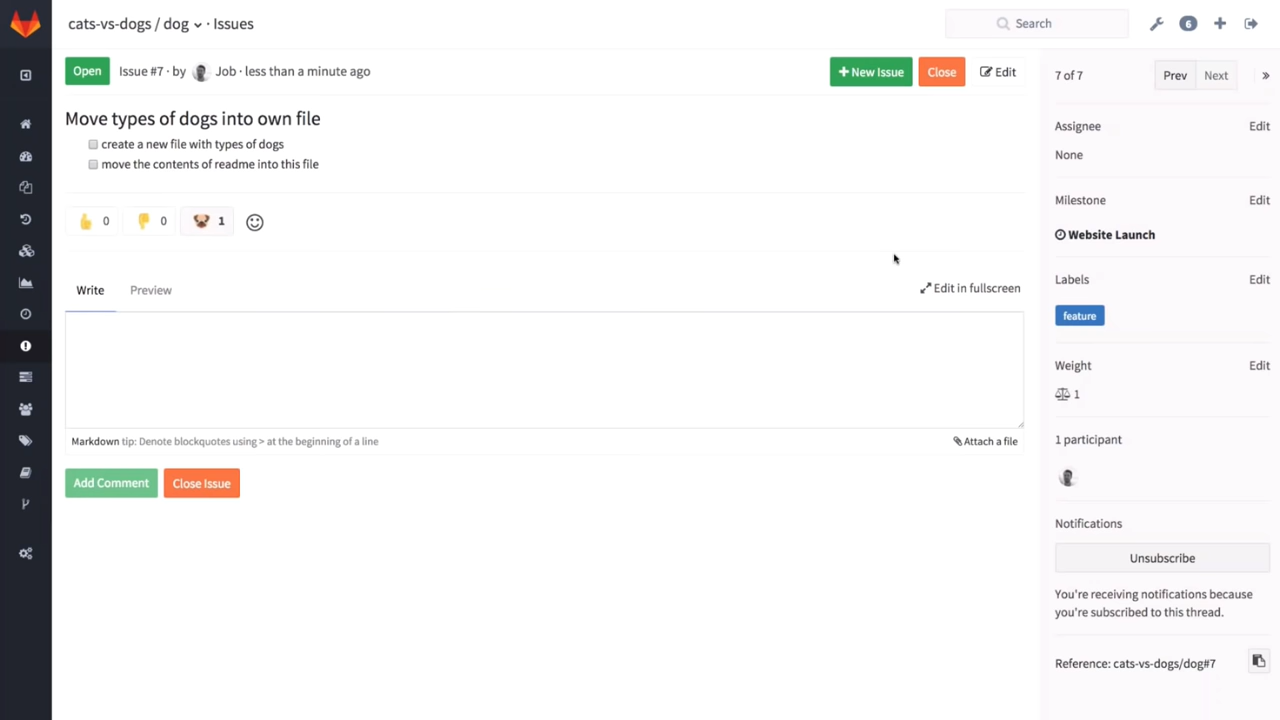 cats-vs-dogs / dog · Issues
Search
6
Open
Issue #7 · by Job · less than a minute ago
New Issue
Close
Edit
7 of 7
Prev
Next
»
Move types of dogs into own file
create a new file with types of dogs
move the contents of readme into this file
0
0
1
Write
Preview
Edit in fullscreen
Markdown tip: Denote blockquotes using > at the beginning of a line
Attach a file
Add Comment
Close Issue
Assignee
Edit
None
Milestone
Edit
Website Launch
Labels
Edit
feature
Weight
Edit
1
1 participant
Notifications
Unsubscribe
You're receiving notifications because
you're subscribed to this thread.
Reference: cats-vs-dogs/dog#7